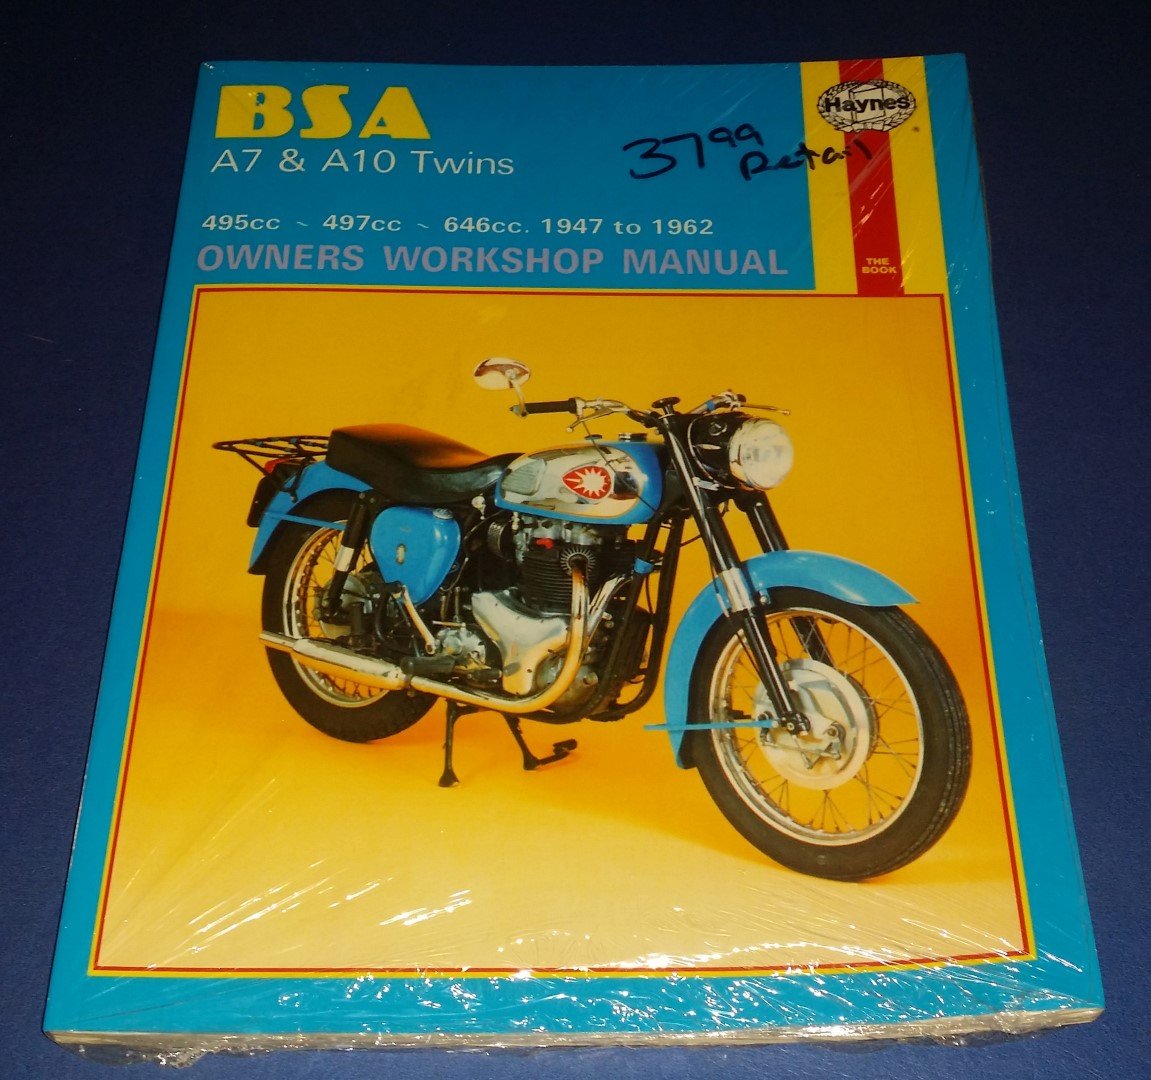 BSA
A7 & A10 Twins
495cc ~ 497cc ~ 646cc. 1947 to 1962
OWNERS WORKSHOP MANUAL
3799
Retail
Haynes
®
THE
BOOK